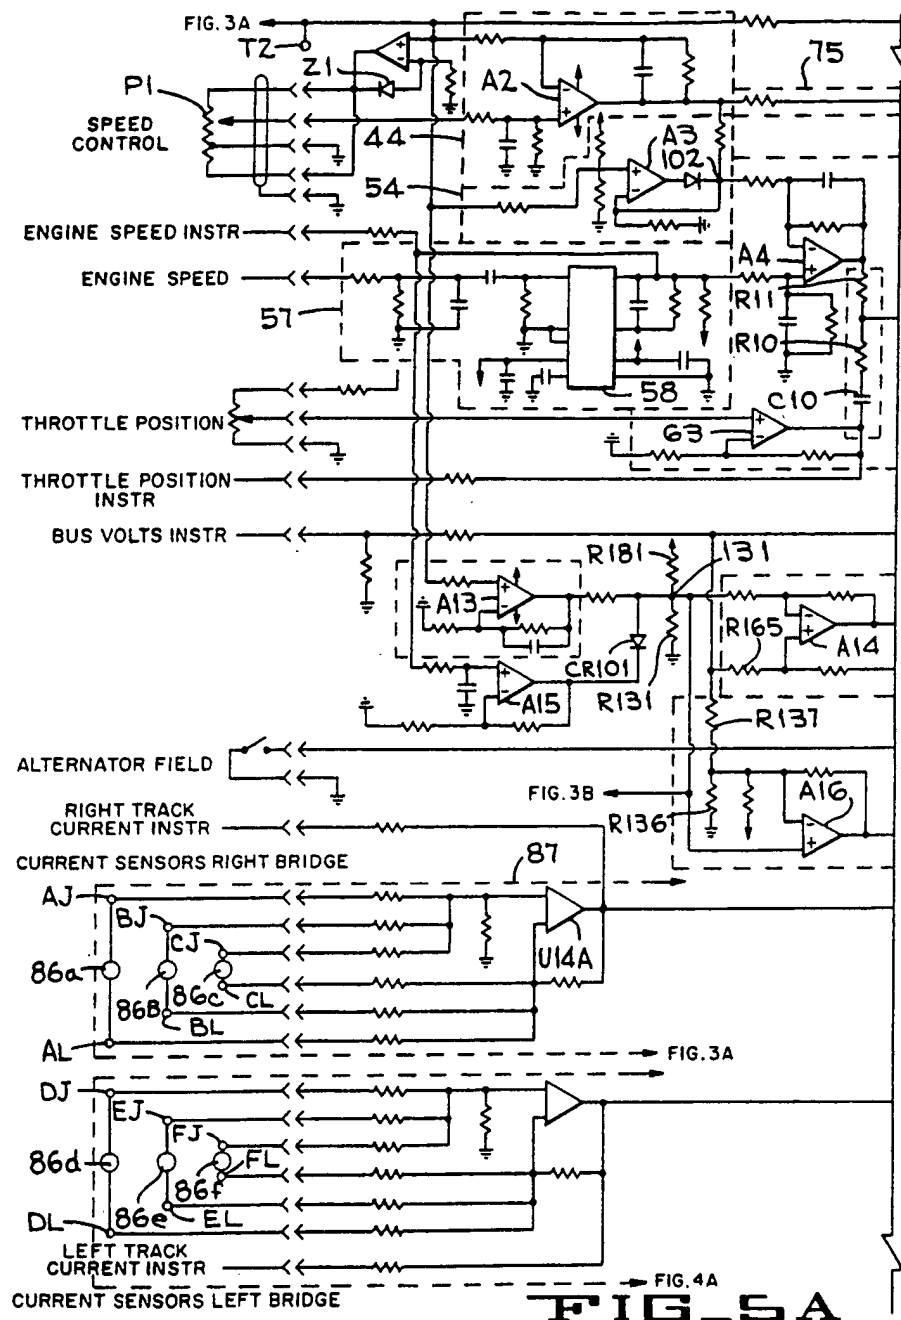 FIG. 3A
T2
Z1
P1
SPEED
CONTROL
A2
75
44
A3
102
54
ENGINE SPEED INSTR
ENGINE SPEED
A4
R11
57
R10
58
C10
THROTTLE POSITION
63
THROTTLE POSITION
INSTR
BUS VOLTS INSTR
R181
131
A13
R165
A14
CR101
R131
A15
R137
ALTERNATOR FIELD
FIG. 3B
R136
A16
RIGHT TRACK
CURRENT INSTR
CURRENT SENSORS RIGHT BRIDGE
87
AJ
BJ
CJ
U14A
86a
86B
86c
CL
BL
AL
FIG. 3A
DJ
EJ
FJ
86d
FL
86f
86e
EL
DL
LEFT TRACK
CURRENT INSTR
FIG. 4A
CURRENT SENSORS LEFT BRIDGE
FIG_5A